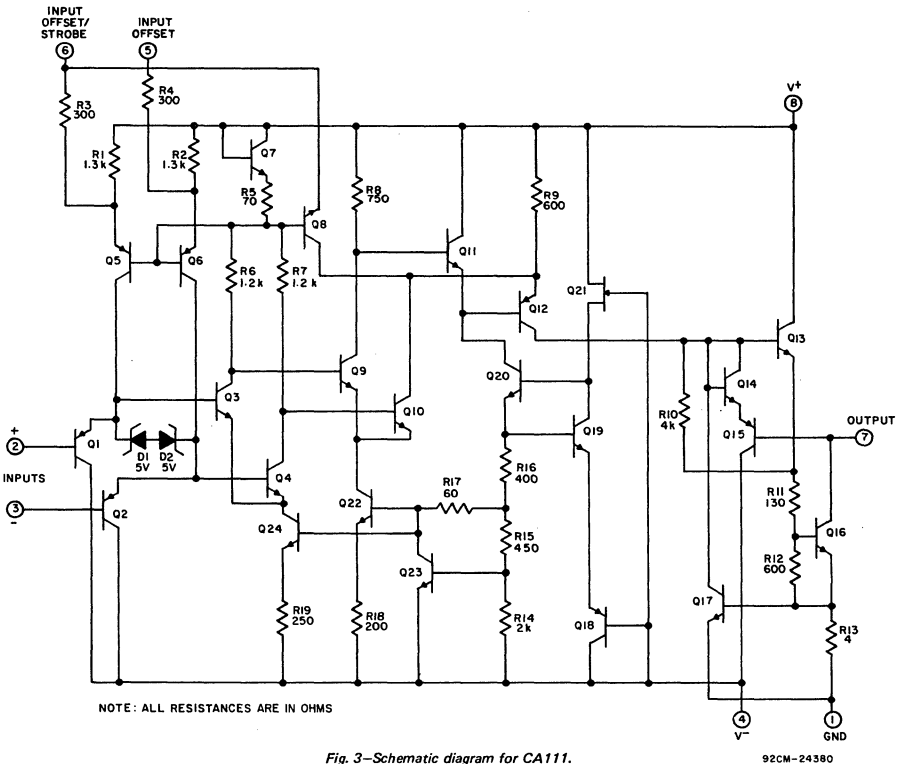 INPUT
OFFSET/
STROBE
6
INPUT
OFFSET
5
R3
300
R4
300
V+
8
R1
1.3k
R2
1.3k
Q7
R5
70
R8
750
R9
600
Q8
Q5
Q6
R6
1.2k
R7
1.2k
Q11
Q12
Q21
Q13
Q9
Q20
Q14
Q3
Q10
R10
4k
Q15
OUTPUT
7
+
2
Q1
D1
5V
D2
5V
Q19
INPUTS
Q4
R16
400
R17
60
R11
130
3
-
Q2
Q22
Q24
R15
450
Q16
Q23
R12
600
Q17
R19
250
R18
200
R14
2k
Q18
R13
4
NOTE: ALL RESISTANCES ARE IN OHMS
4
V-
1
GND
Fig. 3–Schematic diagram for CA111.
92CM-24380